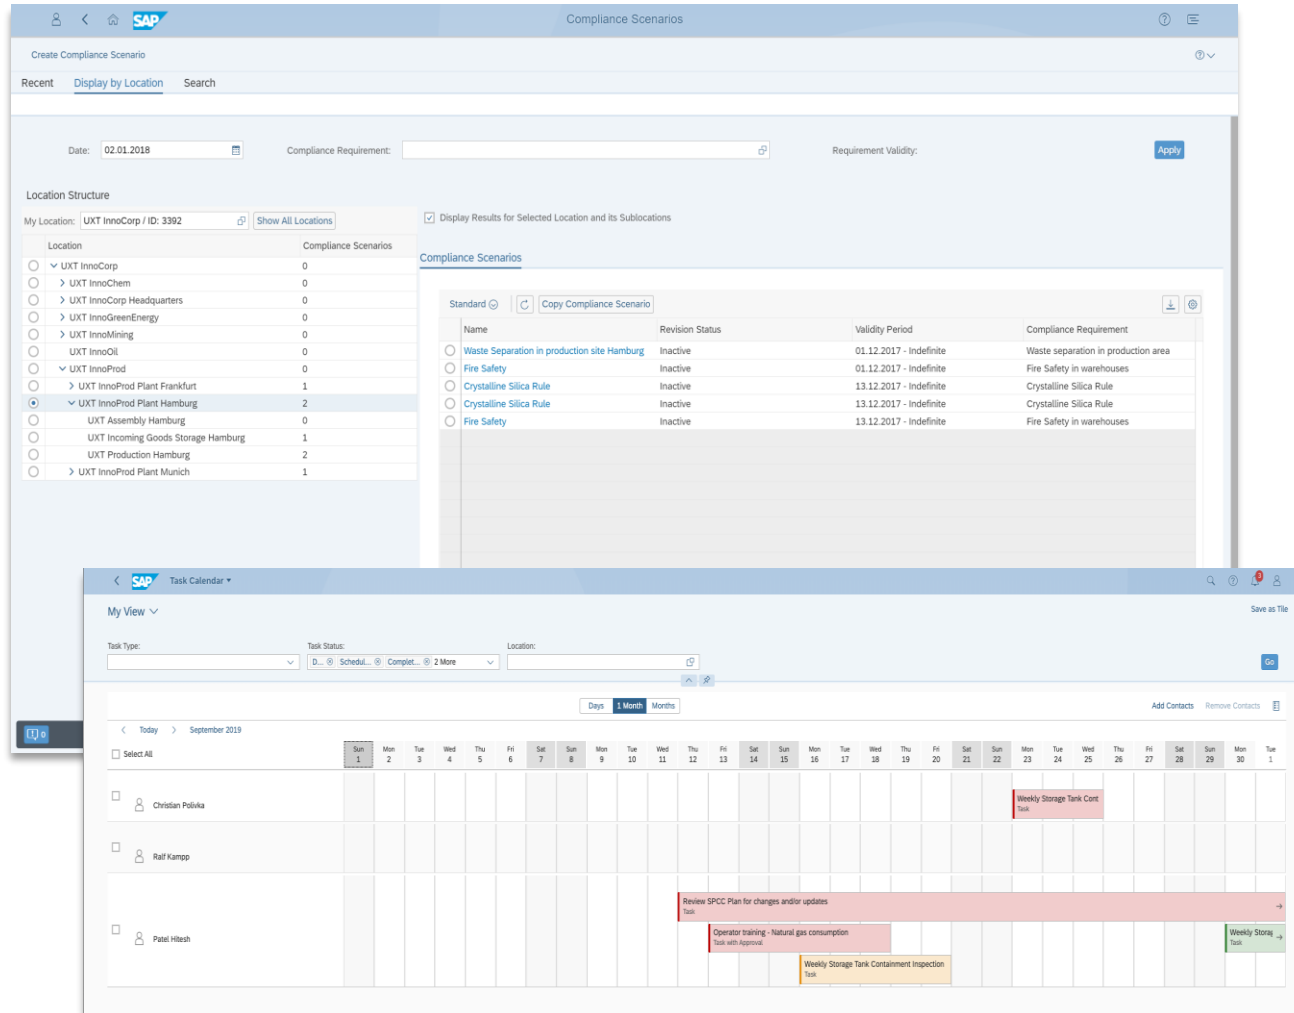 SAP Compliance Scenarios
Create Compliance Scenario
Recent Display by Location Search
Date: 02.01.2018 Compliance Requirement: Requirement Validity: Apply
Location Structure
My Location: UXT InnoCorp / ID: 3392 Show All Locations
Display Results for Selected Location and its Sublocations
Location Compliance Scenarios
UXT InnoCorp 0
UXT InnoChem 0
UXT InnoCorp Headquarters 0
UXT InnoGreenEnergy 0
UXT InnoMining 0
UXT InnoOil 0
UXT InnoProd 0
UXT InnoProd Plant Frankfurt 1
UXT InnoProd Plant Hamburg 2
UXT Assembly Hamburg 0
UXT Incoming Goods Storage Hamburg 1
UXT Production Hamburg 2
UXT InnoProd Plant Munich 1
Compliance Scenarios
Standard Copy Compliance Scenario
Name Revision Status Validity Period Compliance Requirement
Waste Separation in production site Hamburg Inactive 01.12.2017 - Indefinite Waste separation in production area
Fire Safety Inactive 01.12.2017 - Indefinite Fire Safety in warehouses
Crystalline Silica Rule Inactive 13.12.2017 - Indefinite Crystalline Silica Rule
Crystalline Silica Rule Inactive 13.12.2017 - Indefinite Crystalline Silica Rule
Fire Safety Inactive 13.12.2017 - Indefinite Fire Safety in warehouses
0
SAP Task Calendar 3
My View Save as Tile
Task Type: Task Status: Location:
D... Schedul... Complet... 2 More Go
Days 1 Month Months Add Contacts Remove Contacts
Today September 2019
Select All
Sun Mon Tue Wed Thu Fri Sat Sun Mon Tue Wed Thu Fri Sat Sun Mon Tue Wed Thu Fri Sat Sun Mon Tue Wed Thu Fri Sat Sun Mon Tue
1 2 3 4 5 6 7 8 9 10 11 12 13 14 15 16 17 18 19 20 21 22 23 24 25 26 27 28 29 30 1
Christian Polivka
Weekly Storage Tank Cont
Task
Ralf Kampp
Patel Hitesh
Review SPCC Plan for changes and/or updates
Task
Operator training - Natural gas consumption
Task with Approval
Weekly Storag
Task
Weekly Storage Tank Containment Inspection
Task